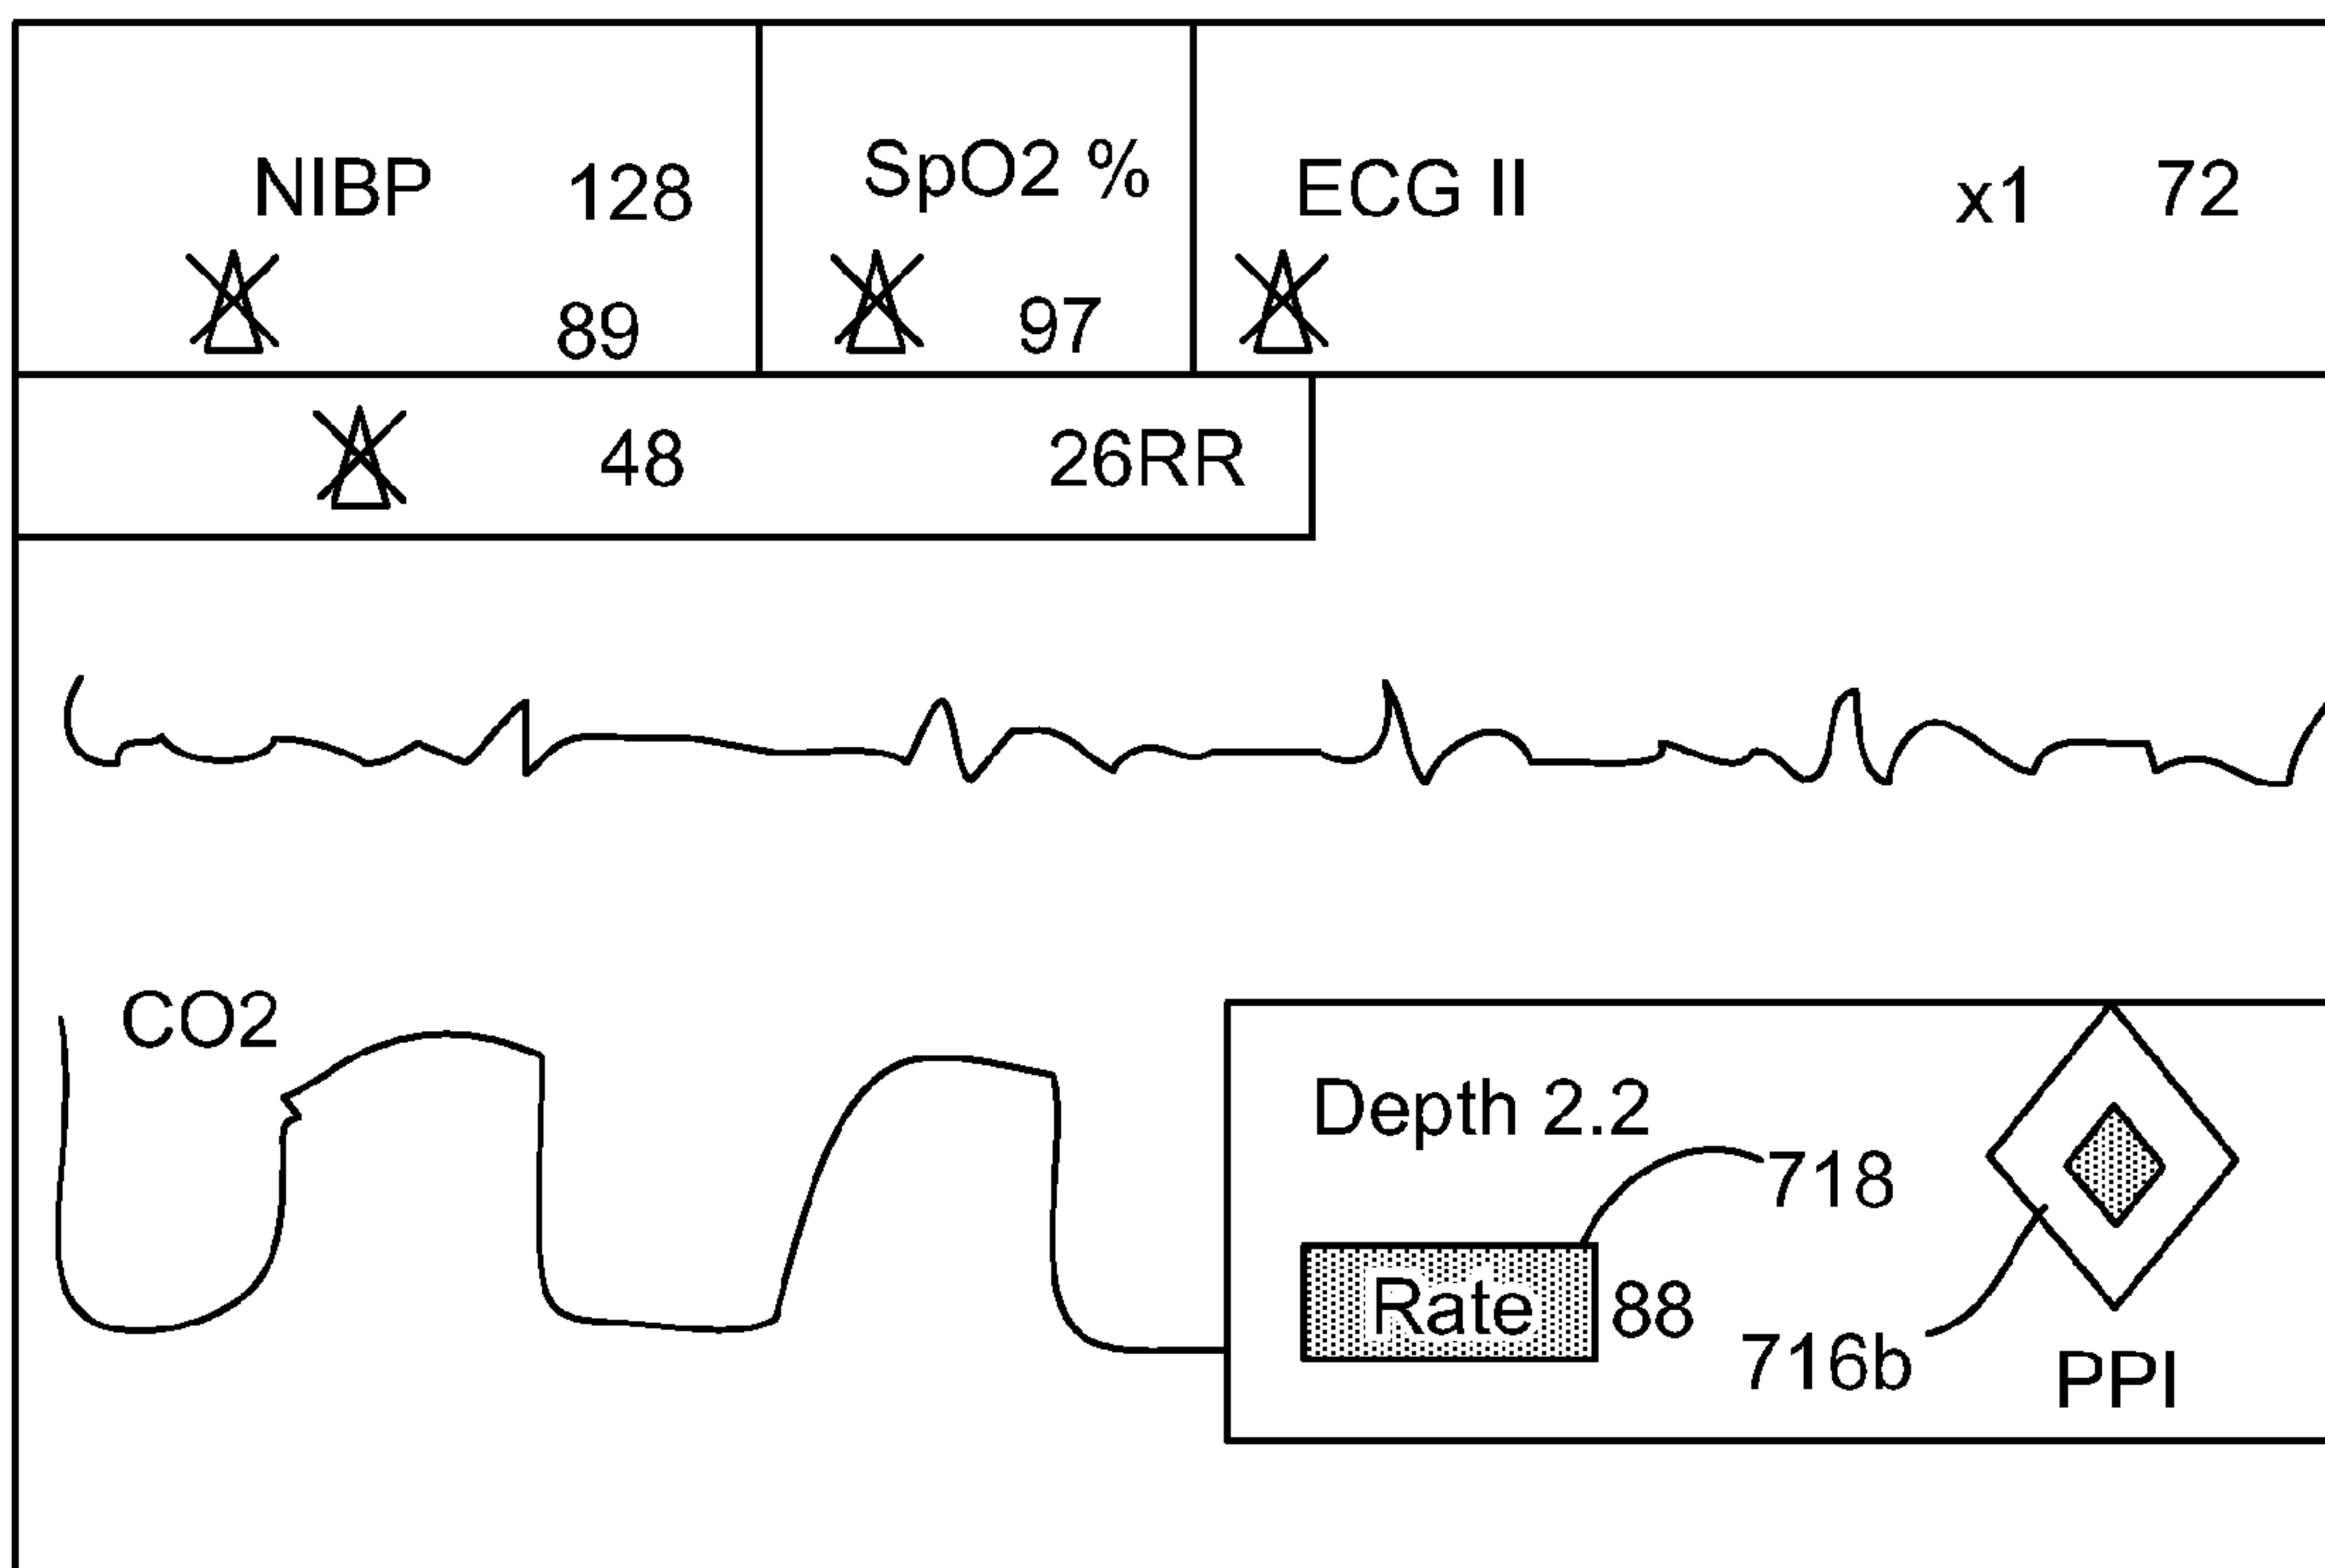 NIBP 128
89
SpO2 %
97
ECG II x1 72
48 26RR
CO2
Depth 2.2
718
Rate 88
716b
PPI